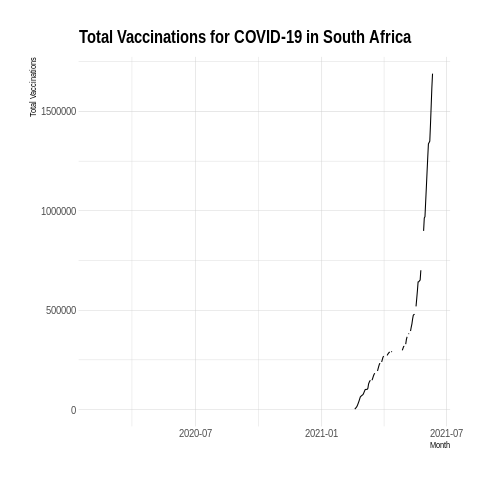 Total Vaccinations for COVID-19 in South Africa
Total Vaccinations
1500000
1000000
500000
0
2020-07
2021-01
2021-07
Month